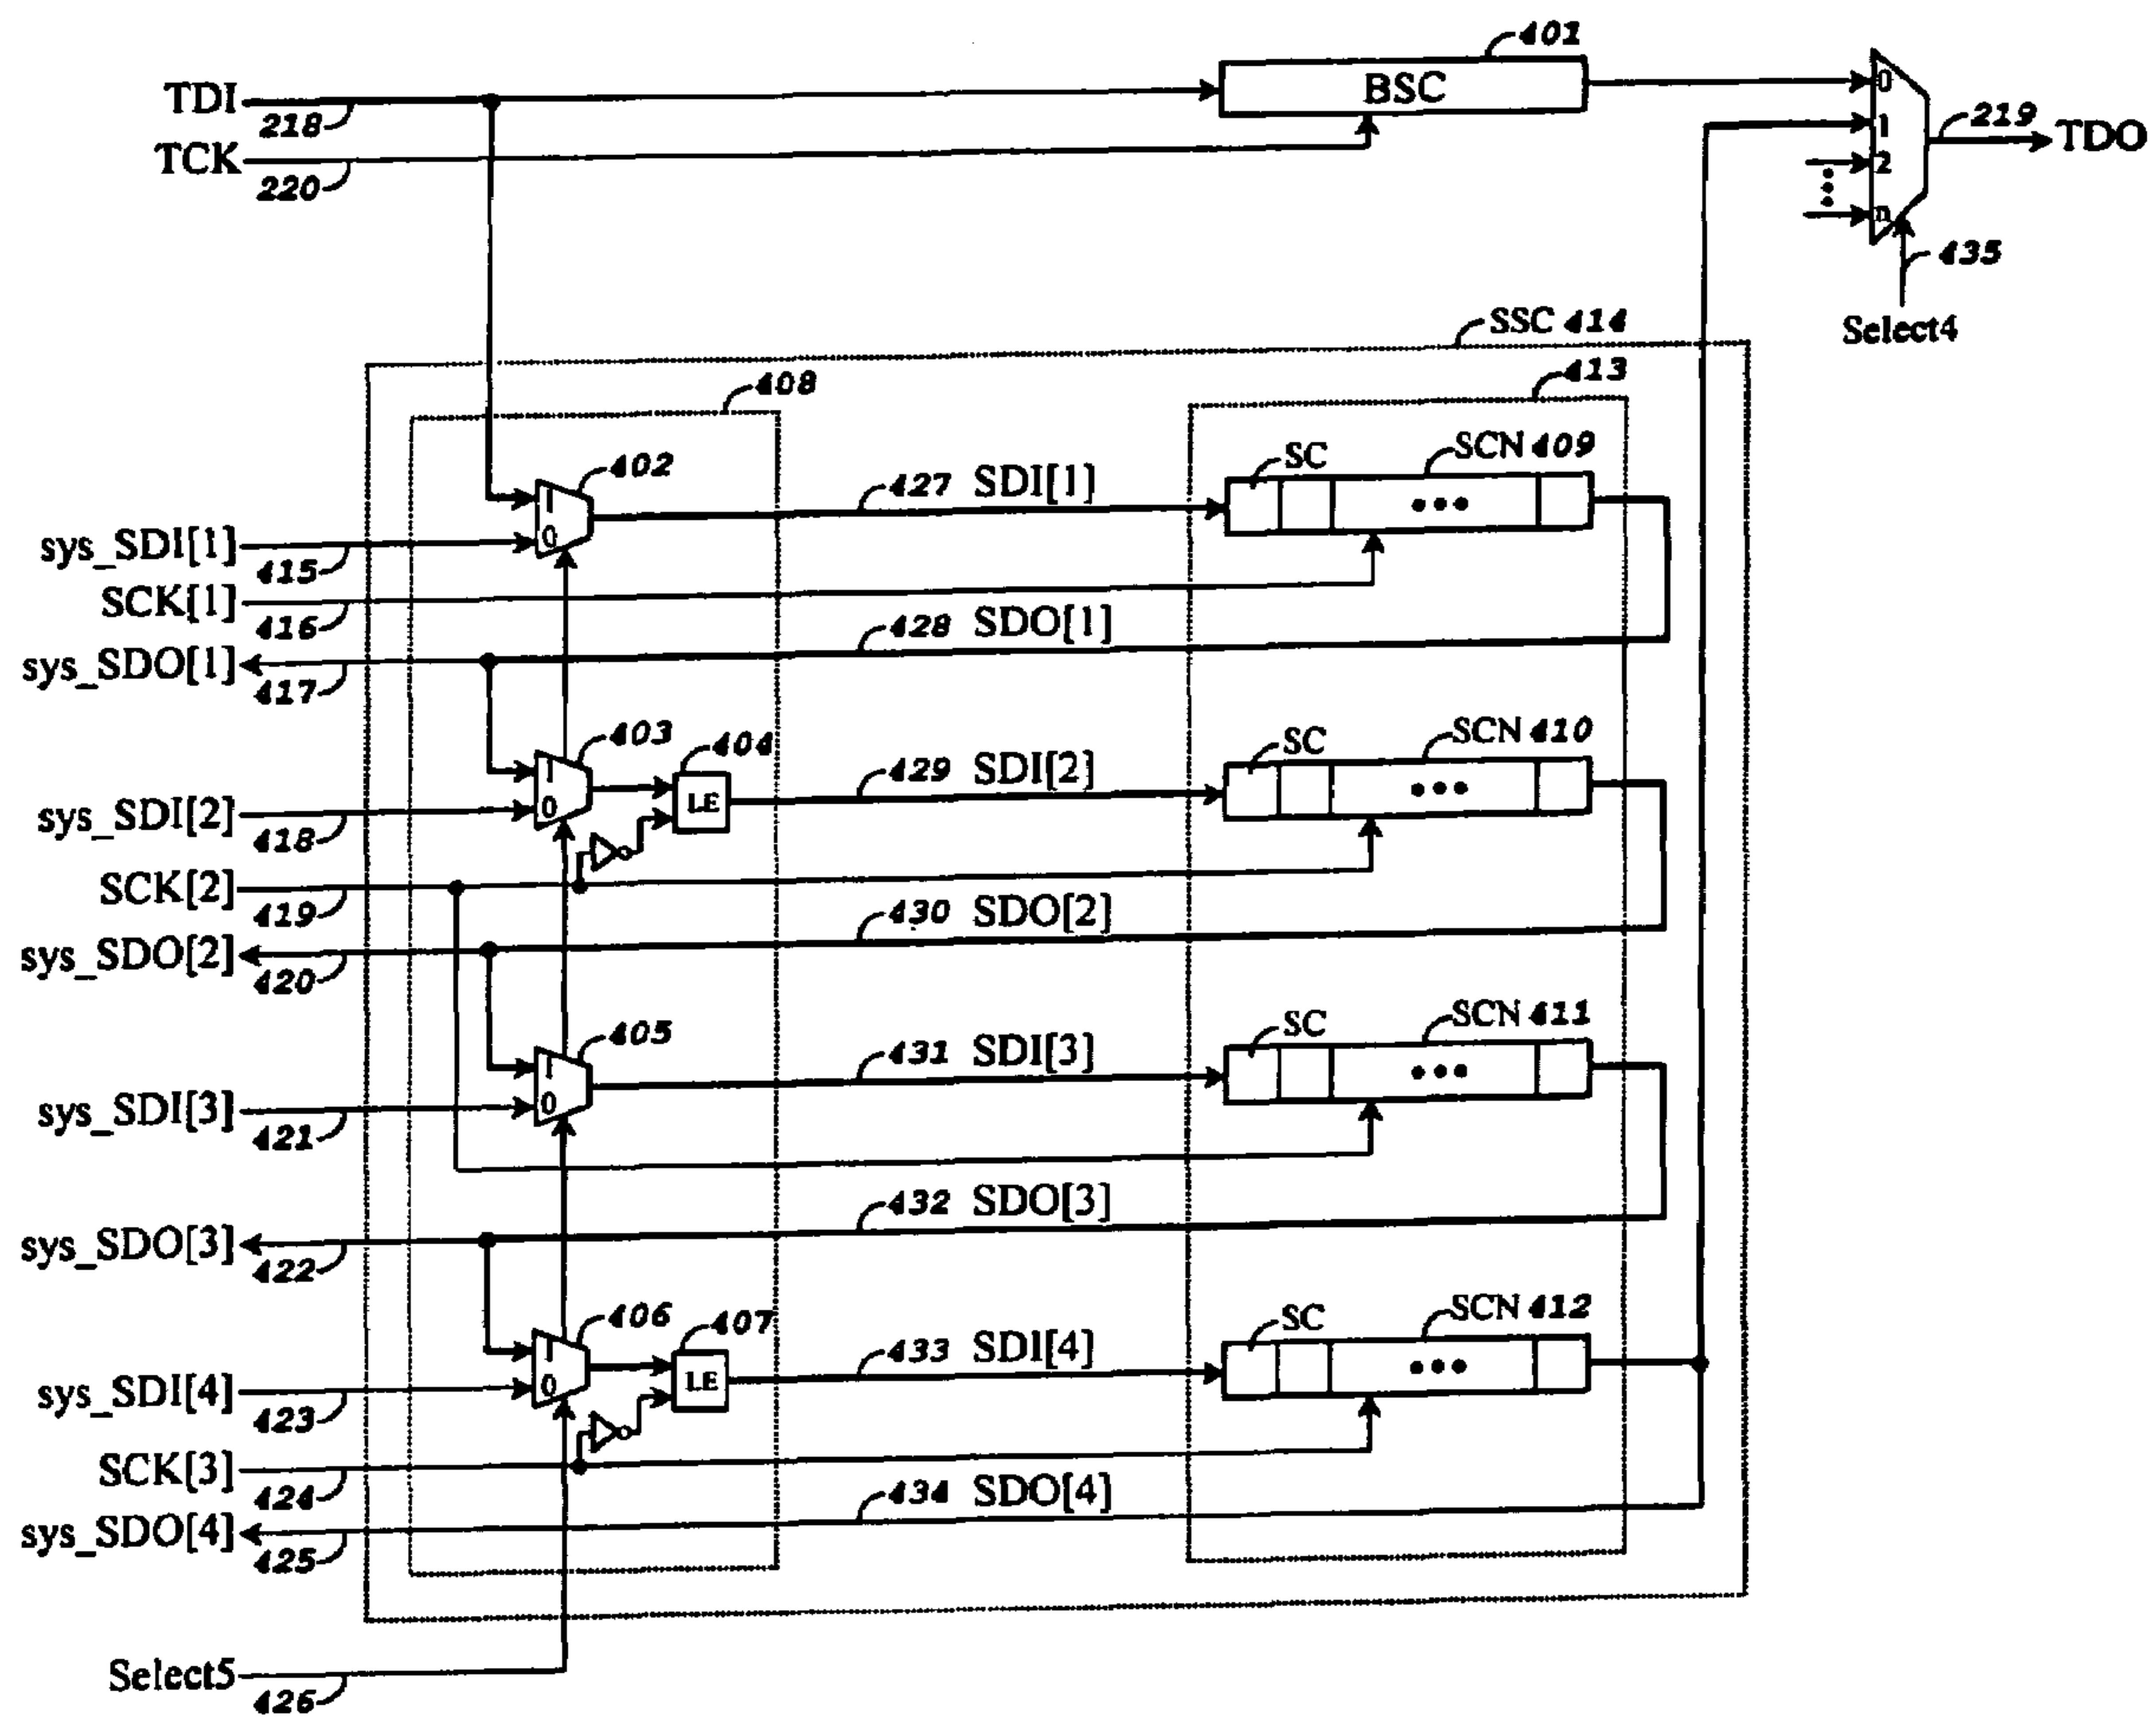 401
TDI
218
BSC
0
TCK
220
1
2
n
219
TDO
435
Select4
SSC 414
408
413
402
1
0
427 SDI[1]
SC
SCN 409
sys_SDI[1]
415
SCK[1]
416
428 SDO[1]
sys_SDO[1]
417
403
404
1
0
LE
429 SDI[2]
SC
SCN 410
sys_SDI[2]
418
SCK[2]
419
430 SDO[2]
sys_SDO[2]
420
405
1
0
431 SDI[3]
SC
SCN 411
sys_SDI[3]
421
432 SDO[3]
sys_SDO[3]
422
406
407
1
0
LE
433 SDI[4]
SC
SCN 412
sys_SDI[4]
423
SCK[3]
424
434 SDO[4]
sys_SDO[4]
425
Select5
426